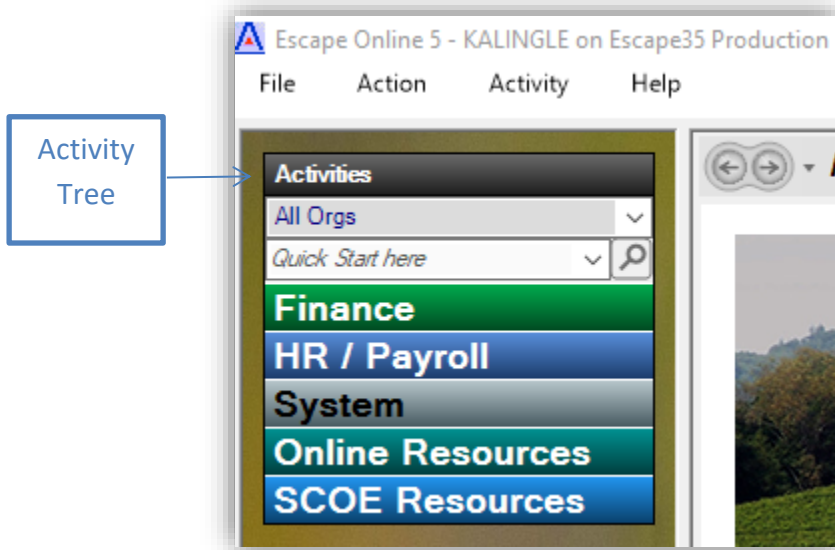 Escape Online 5 - KALINGLE on Escape35 Production
File Action Activity Help
Activity
Tree
Activities
All Orgs
Quick Start here
Finance
HR / Payroll
System
Online Resources
SCOE Resources